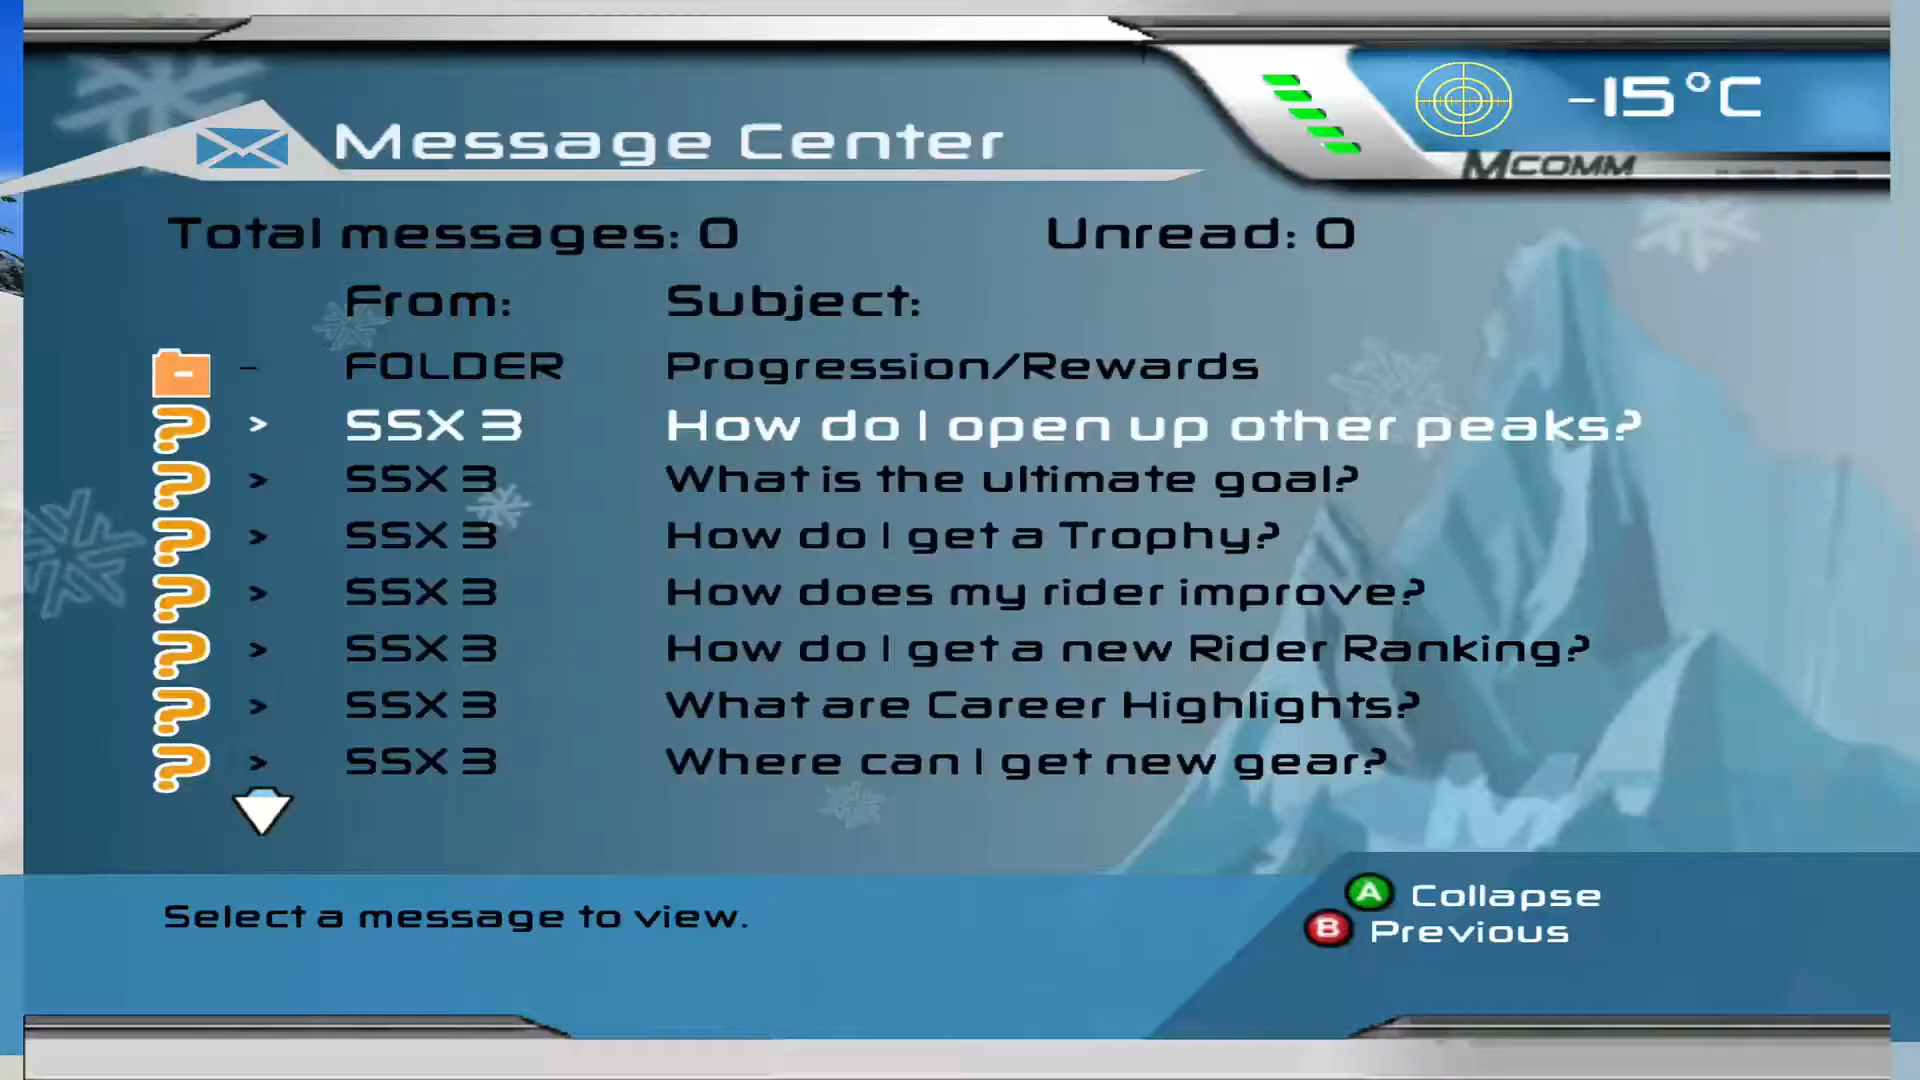 -15°C
Message Center
MCOMM
Total messages: 0 Unread: 0
From: Subject:
- FOLDER Progression/Rewards
> SSX 3 How do I open up other peaks?
> SSX 3 What is the ultimate goal?
> SSX 3 How do I get a Trophy?
> SSX 3 How does my rider improve?
> SSX 3 How do I get a new Rider Ranking?
> SSX 3 What are Career Highlights?
> SSX 3 Where can I get new gear?
A Collapse
Select a message to view.
B Previous